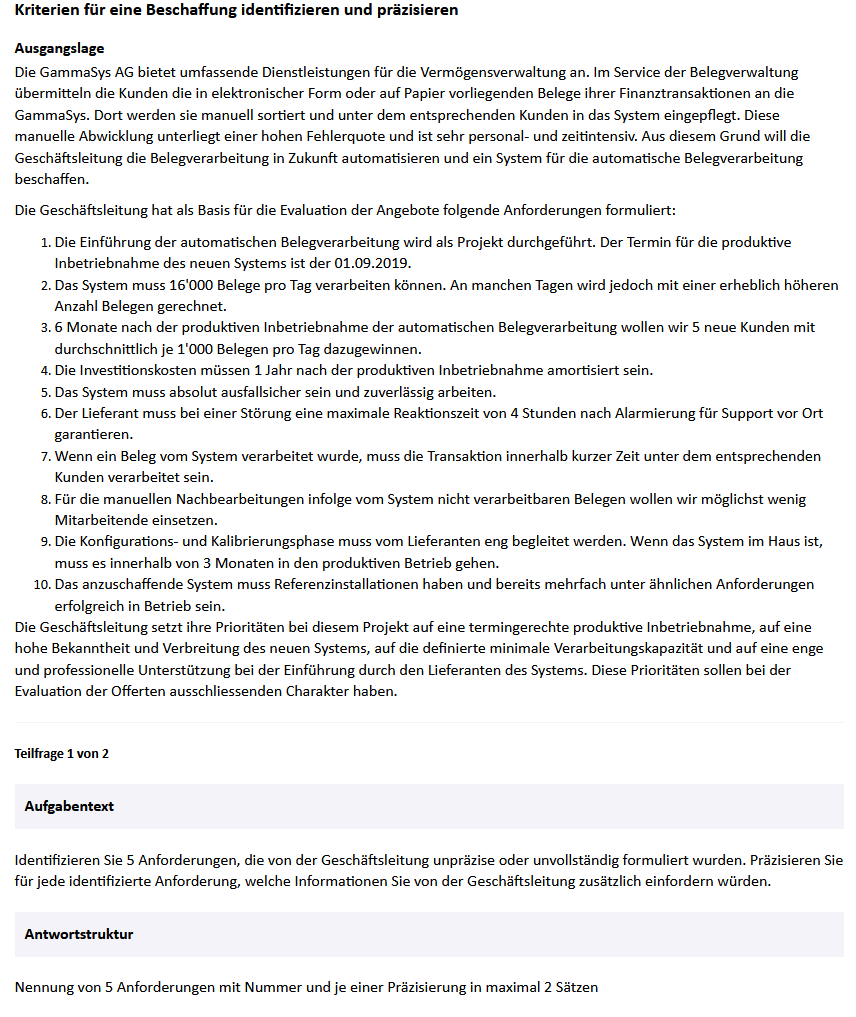 Kriterien für eine Beschaffung identifizieren und präzisieren
Ausgangslage
Die GammaSys AG bietet umfassende Dienstleistungen für die Vermögensverwaltung an. Im Service der Belegverwaltung
übermitteln die Kunden die in elektronischer Form oder auf Papier vorliegenden Belege ihrer Finanztransaktionen an die
GammaSys. Dort werden sie manuell sortiert und unter dem entsprechenden Kunden in das System eingepflegt. Diese
manuelle Abwicklung unterliegt einer hohen Fehlerquote und ist sehr personal- und zeitintensiv. Aus diesem Grund will die
Geschäftsleitung die Belegverarbeitung in Zukunft automatisieren und ein System für die automatische Belegverarbeitung
beschaffen.
Die Geschäftsleitung hat als Basis für die Evaluation der Angebote folgende Anforderungen formuliert:
1. Die Einführung der automatischen Belegverarbeitung wird als Projekt durchgeführt. Der Termin für die produktive
Inbetriebnahme des neuen Systems ist der 01.09.2019.
2. Das System muss 16'000 Belege pro Tag verarbeiten können. An manchen Tagen wird jedoch mit einer erheblich höheren
Anzahl Belegen gerechnet.
3. 6 Monate nach der produktiven Inbetriebnahme der automatischen Belegverarbeitung wollen wir 5 neue Kunden mit
durchschnittlich je 1'000 Belegen pro Tag dazugewinnen.
4. Die Investitionskosten müssen 1 Jahr nach der produktiven Inbetriebnahme amortisiert sein.
5. Das System muss absolut ausfallsicher sein und zuverlässig arbeiten.
6. Der Lieferant muss bei einer Störung eine maximale Reaktionszeit von 4 Stunden nach Alarmierung für Support vor Ort
garantieren.
7. Wenn ein Beleg vom System verarbeitet wurde, muss die Transaktion innerhalb kurzer Zeit unter dem entsprechenden
Kunden verarbeitet sein.
8. Für die manuellen Nachbearbeitungen infolge vom System nicht verarbeitbaren Belegen wollen wir möglichst wenig
Mitarbeitende einsetzen.
9. Die Konfigurations- und Kalibrierungsphase muss vom Lieferanten eng begleitet werden. Wenn das System im Haus ist,
muss es innerhalb von 3 Monaten in den produktiven Betrieb gehen.
10. Das anzuschaffende System muss Referenzinstallationen haben und bereits mehrfach unter ähnlichen Anforderungen
erfolgreich in Betrieb sein.
Die Geschäftsleitung setzt ihre Prioritäten bei diesem Projekt auf eine termingerechte produktive Inbetriebnahme, auf eine
hohe Bekanntheit und Verbreitung des neuen Systems, auf die definierte minimale Verarbeitungskapazität und auf eine enge
und professionelle Unterstützung bei der Einführung durch den Lieferanten des Systems. Diese Prioritäten sollen bei der
Evaluation der Offerten ausschliessenden Charakter haben.
Teilfrage 1 von 2
Aufgabentext
Identifizieren Sie 5 Anforderungen, die von der Geschäftsleitung unpräzise oder unvollständig formuliert wurden. Präzisieren Sie
für jede identifizierte Anforderung, welche Informationen Sie von der Geschäftsleitung zusätzlich einfordern würden.
Antwortstruktur
Nennung von 5 Anforderungen mit Nummer und je einer Präzisierung in maximal 2 Sätzen